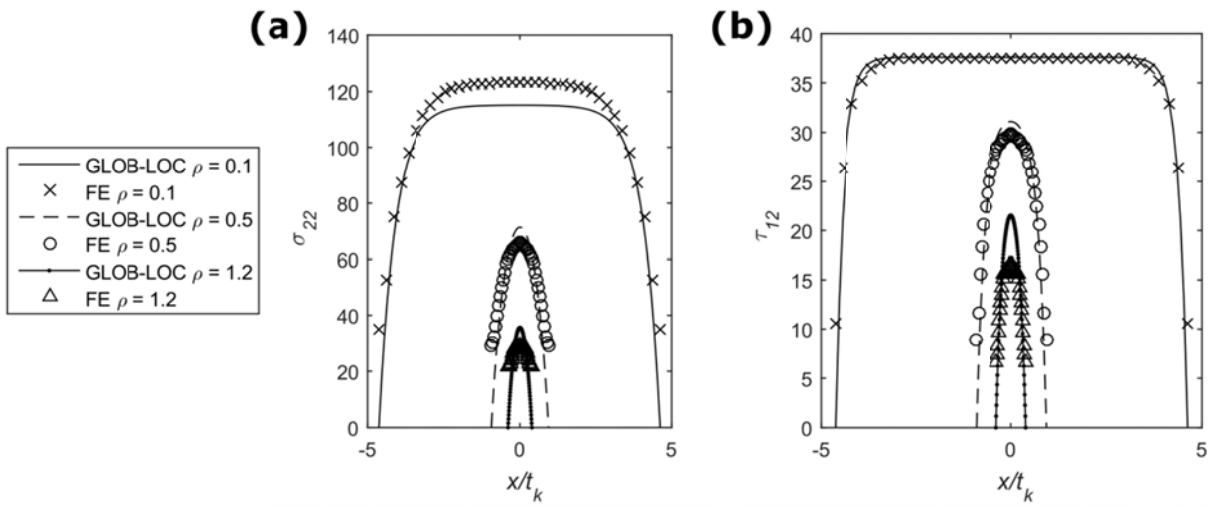 (a)
(b)
GLOB-LOC ρ = 0.1
FE ρ = 0.1
GLOB-LOC ρ = 0.5
FE ρ = 0.5
GLOB-LOC ρ = 1.2
FE ρ = 1.2
140
120
100
80
60
40
20
0
σ22
-5
0
5
x/tk
40
35
30
25
20
15
10
5
0
τ12
-5
0
5
x/tk